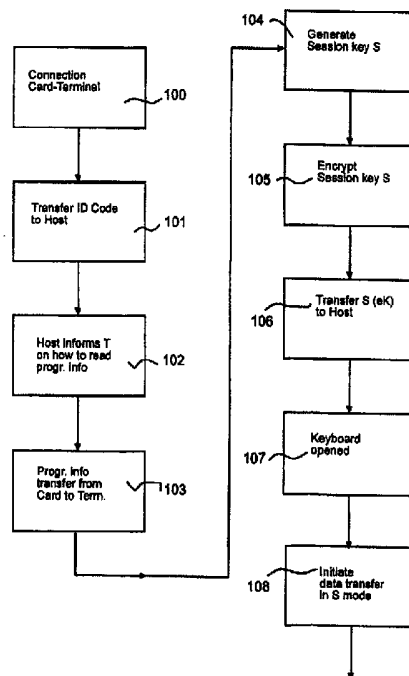 Connection
Card-Terminal
100
Transfer ID Code
to Host
101
Host informs T
on how to read
progr. info
102
Progr. info
transfer from
Card to Term.
103
104
Generate
Session key S
105
Encrypt
Session key S
106
Transfer S (eK)
to Host
107
Keyboard
opened
108
Initiate
data transfer
in S mode